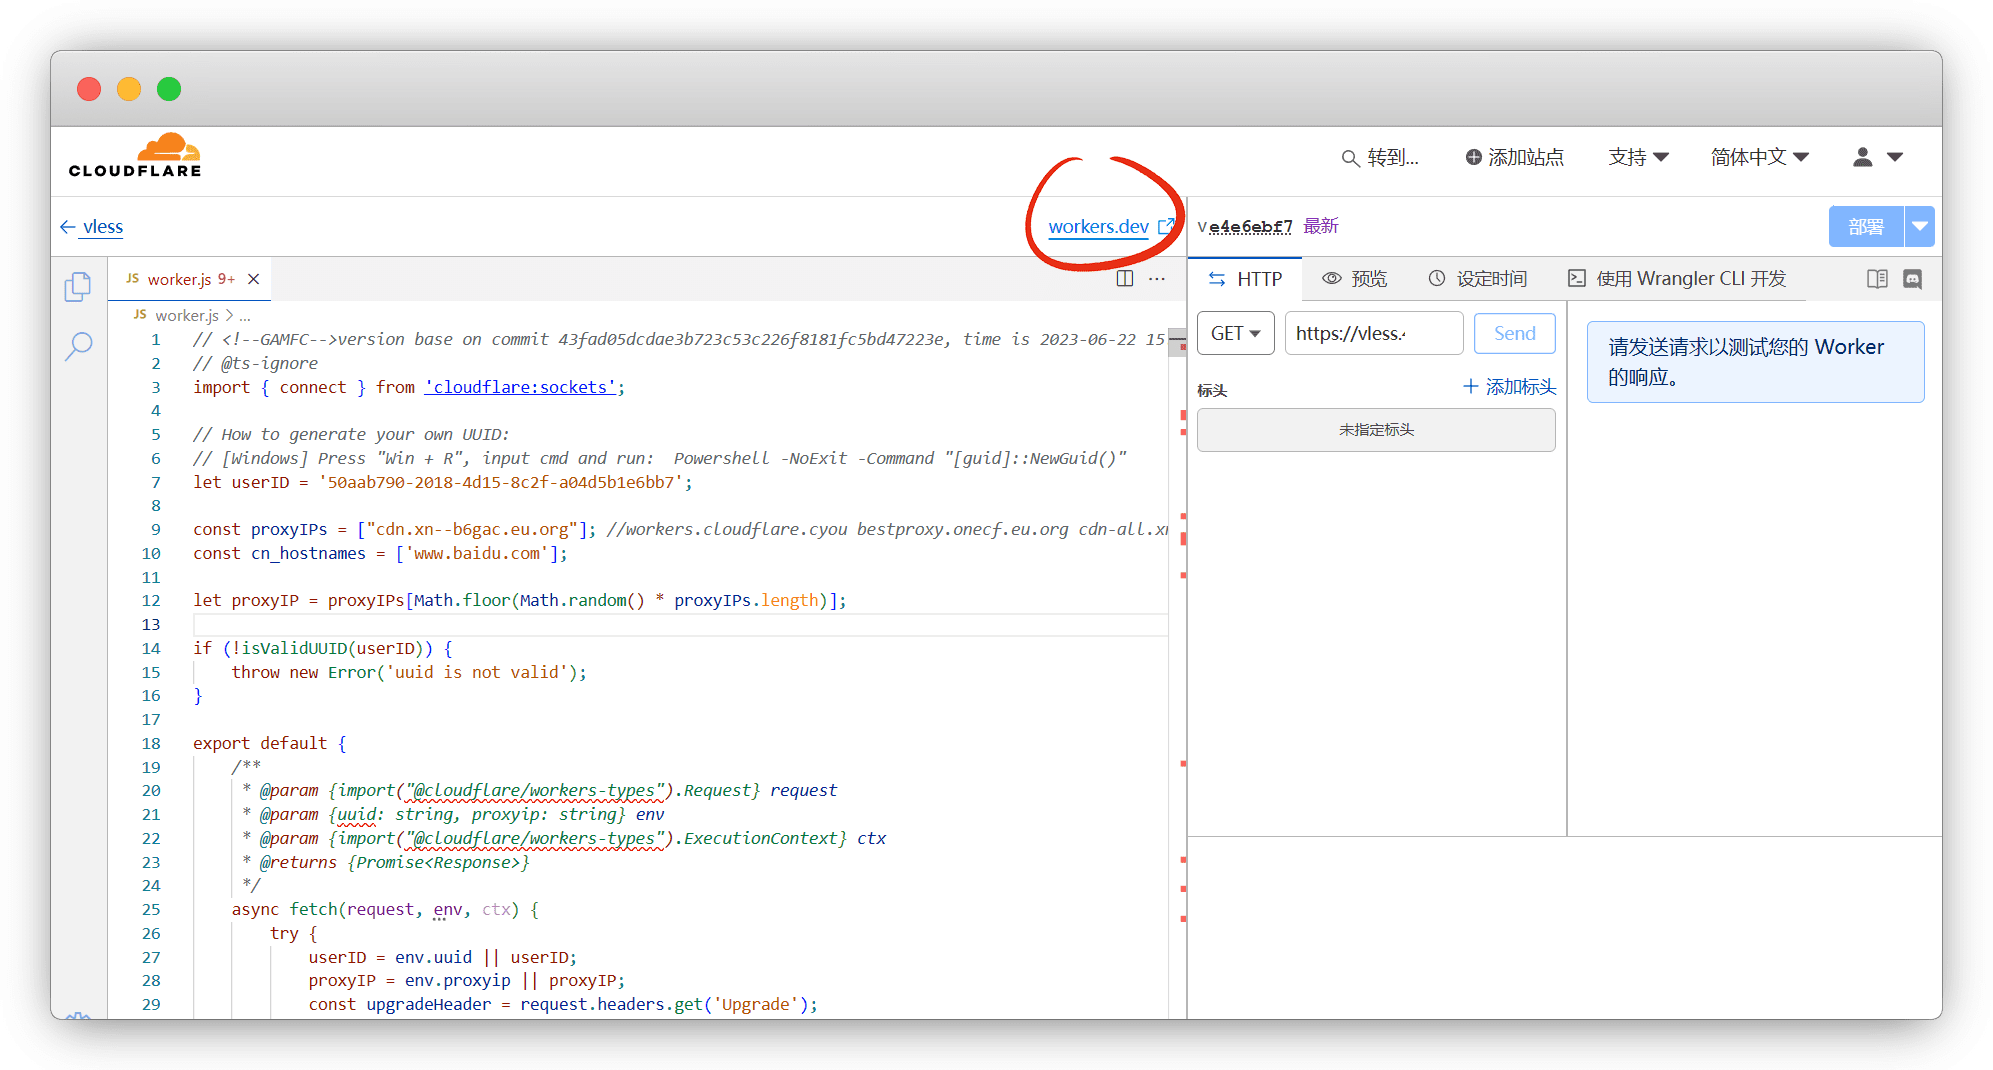 CLOUDFLARE
转到... 添加站点 支持 简体中文
vless
workers.dev
ve4e6ebf7 最新
部署
JS worker.js 9+
HTTP 预览 设定时间 使用 Wrangler CLI 开发
JS worker.js > ...
GET https://vless. Send
请发送请求以测试您的 Worker
的响应。
标头 添加标头
未指定标头
1 // <!--GAMFC-->version base on commit 43fad05dcdae3b723c53c226f8181fc5bd47223e, time is 2023-06-22 15
2 // @ts-ignore
3 import { connect } from 'cloudflare:sockets';
4
5 // How to generate your own UUID:
6 // [Windows] Press "Win + R", input cmd and run:  Powershell -NoExit -Command "[guid]::NewGuid()"
7 let userID = '50aab790-2018-4d15-8c2f-a04d5b1e6bb7';
8
9 const proxyIPs = ["cdn.xn--b6gac.eu.org"]; //workers.cloudflare.cyou bestproxy.onecf.eu.org cdn-all.xn
10 const cn_hostnames = ['www.baidu.com'];
11
12 let proxyIP = proxyIPs[Math.floor(Math.random() * proxyIPs.length)];
13
14 if (!isValidUUID(userID)) {
15 throw new Error('uuid is not valid');
16 }
17
18 export default {
19 /**
20 * @param {import("@cloudflare/workers-types").Request} request
21 * @param {uuid: string, proxyip: string} env
22 * @param {import("@cloudflare/workers-types").ExecutionContext} ctx
23 * @returns {Promise<Response>}
24 */
25 async fetch(request, env, ctx) {
26 try {
27 userID = env.uuid || userID;
28 proxyIP = env.proxyip || proxyIP;
29 const upgradeHeader = request.headers.get('Upgrade');